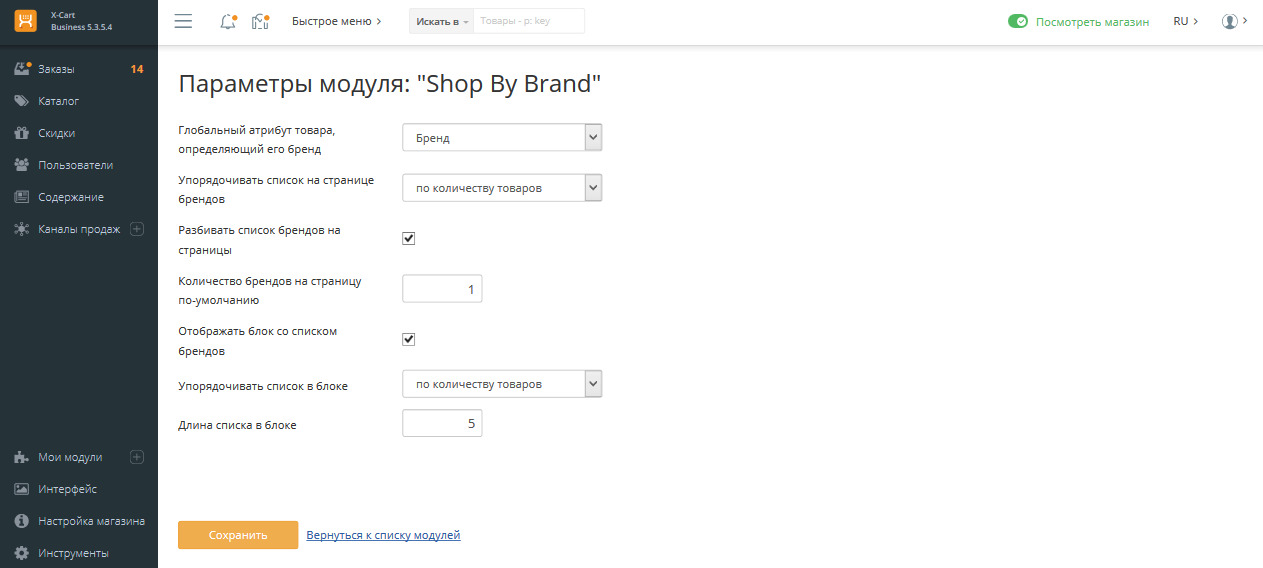 X-Cart
Business 5.3.5.4
Быстрое меню
Искать в
Товары - р: key
Посмотреть магазин
RU
Заказы
14
Каталог
Скидки
Пользователи
Содержание
Каналы продаж
Мои модули
Интерфейс
Настройка магазина
Инструменты
Параметры модуля: "Shop By Brand"
Глобальный атрибут товара,
определяющий его бренд
Бренд
Упорядочивать список на странице
брендов
по количеству товаров
Разбивать список брендов на
страницы
Количество брендов на страницу
по-умолчанию
1
Отображать блок со списком
брендов
Упорядочивать список в блоке
по количеству товаров
Длина списка в блоке
5
Сохранить
Вернуться к списку модулей